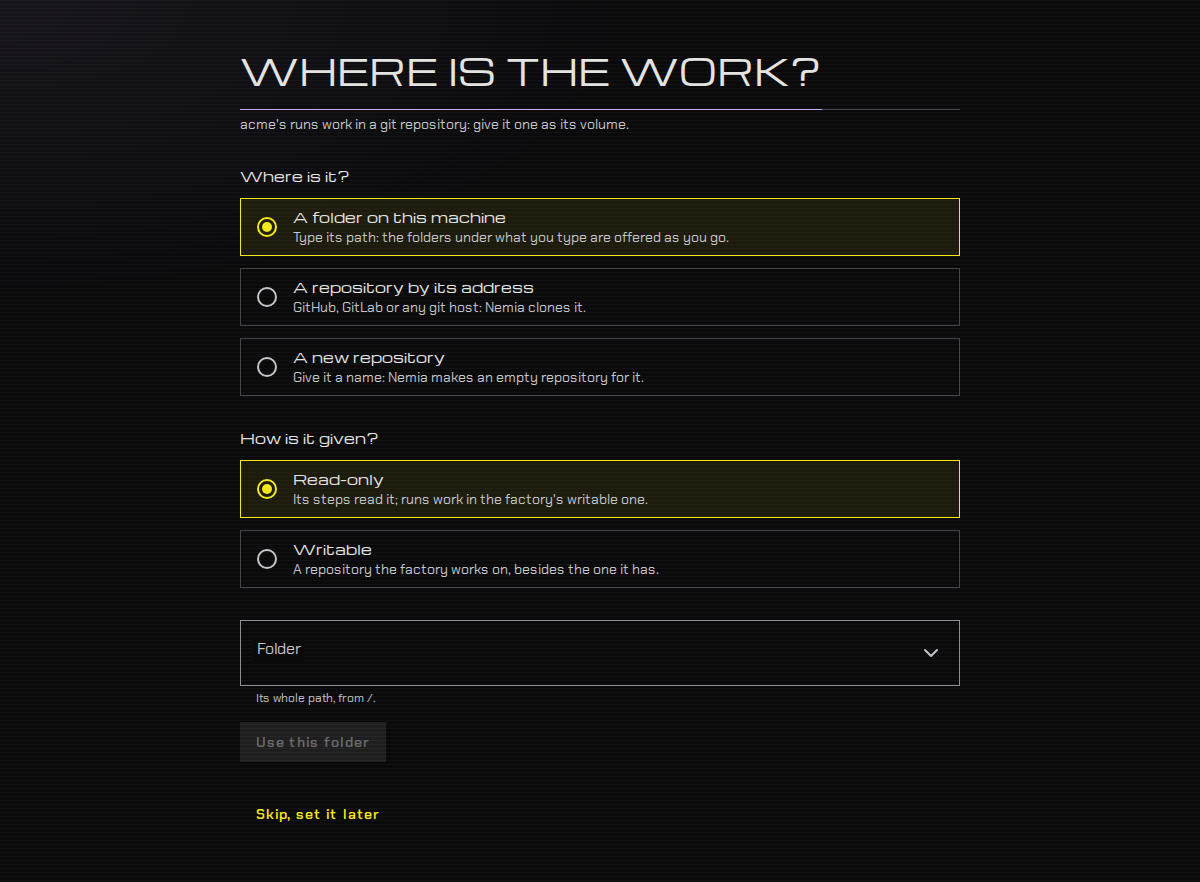 WHERE IS THE WORK?
acme's runs work in a git repository: give it one as its volume.
Where is it?
A folder on this machine
Type its path: the folders under what you type are offered as you go.
A repository by its address
GitHub, GitLab or any git host: Nemia clones it.
A new repository
Give it a name: Nemia makes an empty repository for it.
How is it given?
Read-only
Its steps read it; runs work in the factory's writable one.
Writable
A repository the factory works on, besides the one it has.
Folder
Its whole path, from /.
Use this folder
Skip, set it later